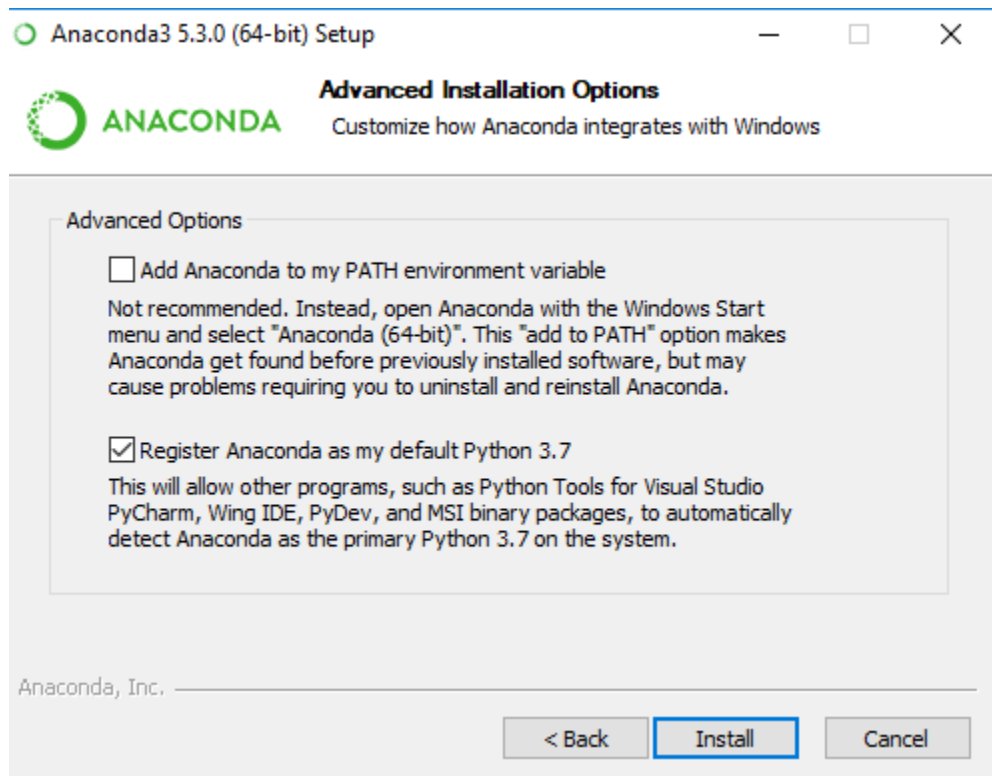 Anaconda3 5.3.0 (64-bit) Setup
ANACONDA
Advanced Installation Options
Customize how Anaconda integrates with Windows
Advanced Options
Add Anaconda to my PATH environment variable
Not recommended. Instead, open Anaconda with the Windows Start
menu and select "Anaconda (64-bit)". This "add to PATH" option makes
Anaconda get found before previously installed software, but may
cause problems requiring you to uninstall and reinstall Anaconda.
Register Anaconda as my default Python 3.7
This will allow other programs, such as Python Tools for Visual Studio
PyCharm, Wing IDE, PyDev, and MSI binary packages, to automatically
detect Anaconda as the primary Python 3.7 on the system.
Anaconda, Inc.
< Back
Install
Cancel